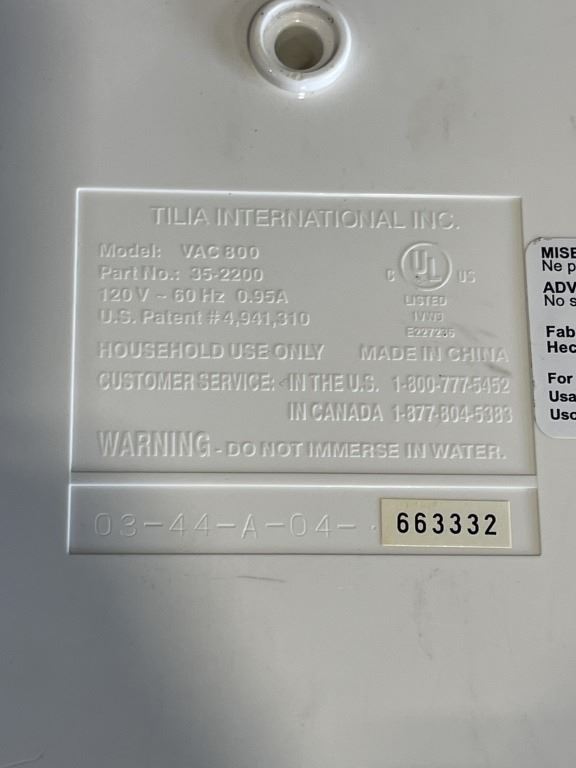 TILIA INTERNATIONAL INC.
Model: VAC 800
Part No.: 35-2200
120 V ~ 60 Hz 0.95A
U.S. Patent # 4,941,310
C UL US
LISTED
1VW9
E227235
HOUSEHOLD USE ONLY MADE IN CHINA
CUSTOMER SERVICE: IN THE U.S. 1-800-777-5452
IN CANADA 1-877-804-5383
WARNING - DO NOT IMMERSE IN WATER.
03-44-A-04-
663332
MISE
Ne p
ADV
No s
Fab
Hec
For
Usa
Uso